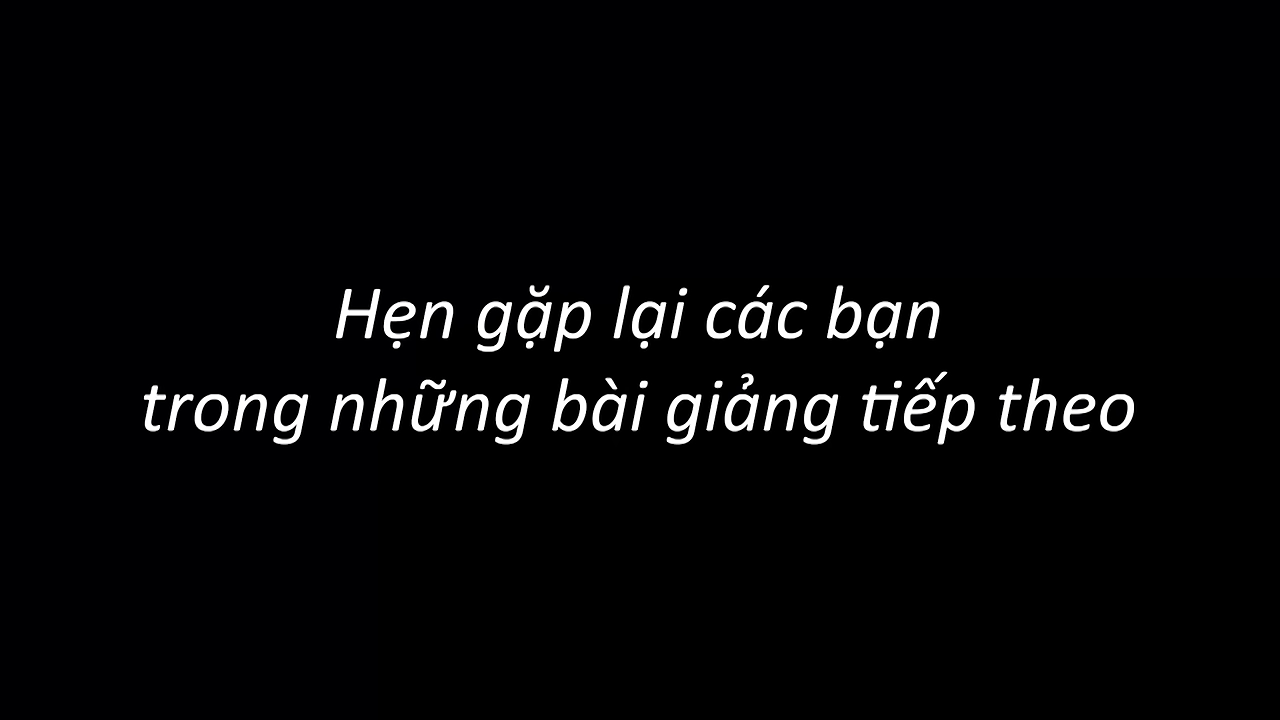 Hẹn gặp lại các bạn
trong những bài giảng tiếp theo